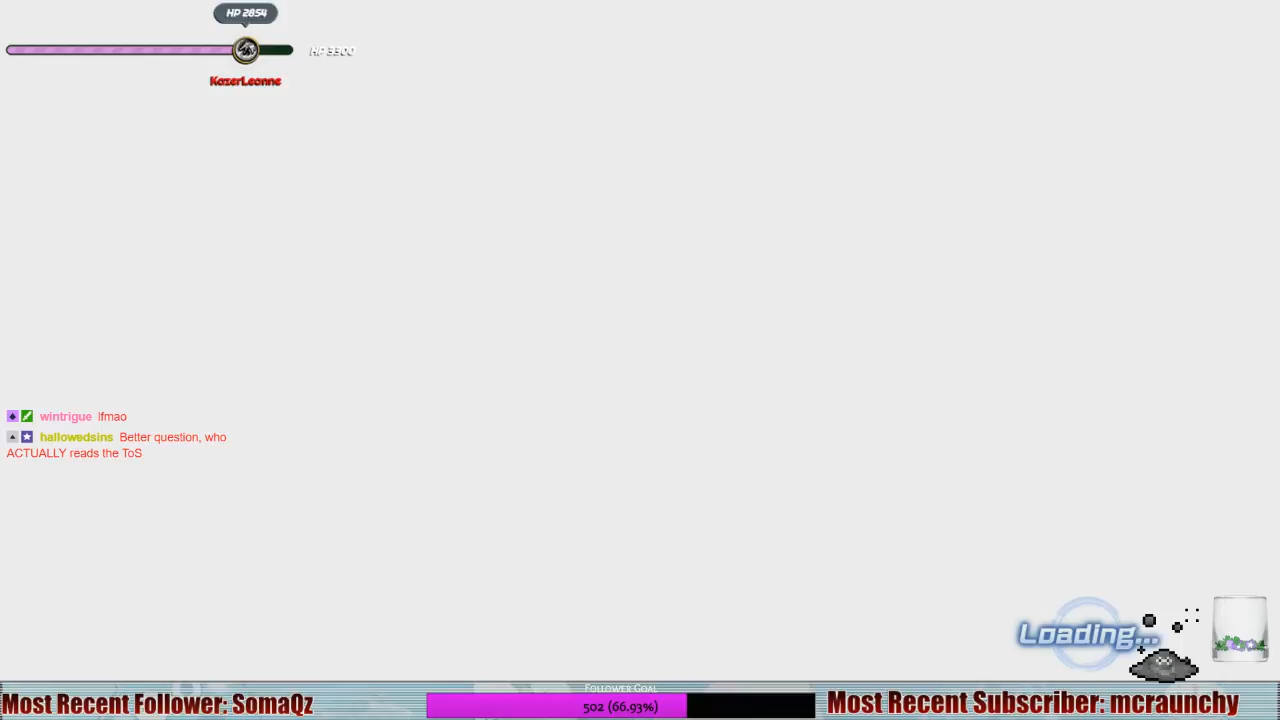 HP 2854
HP 3300
KazerLeonne
wintrigue lfmao
hallowedsins Better question, who
ACTUALLY reads the ToS
Loading...
Most Recent Follower: SomaQz
Follower Goal
502 (66.93%)
Most Recent Subscriber: mcraunchy